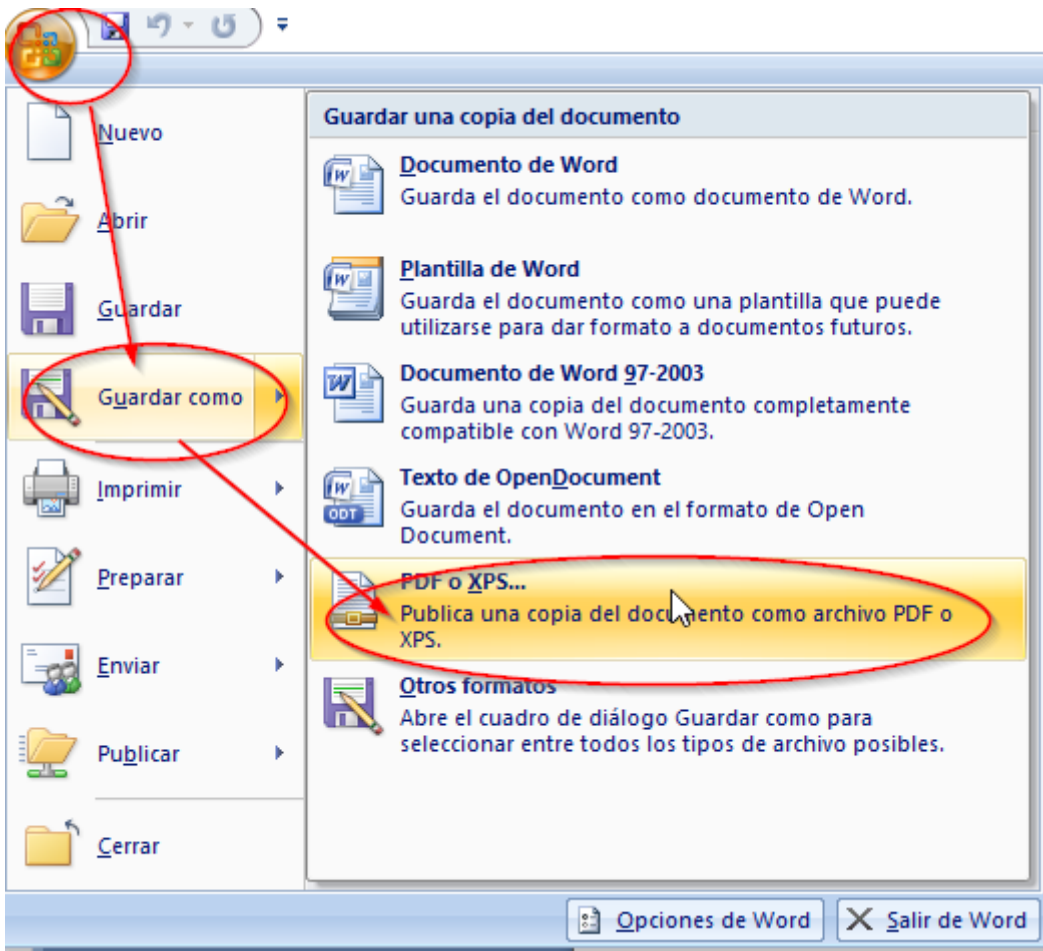 Nuevo
Abrir
Guardar
Guardar como
Imprimir
Preparar
Enviar
Publicar
Cerrar
Guardar una copia del documento
Documento de Word
Guarda el documento como documento de Word.
Plantilla de Word
Guarda el documento como una plantilla que puede
utilizarse para dar formato a documentos futuros.
Documento de Word 97-2003
Guarda una copia del documento completamente
compatible con Word 97-2003.
Texto de OpenDocument
Guarda el documento en el formato de Open
Document.
PDF o XPS...
Publica una copia del documento como archivo PDF o
XPS.
Otros formatos
Abre el cuadro de diálogo Guardar como para
seleccionar entre todos los tipos de archivo posibles.
Opciones de Word
Salir de Word